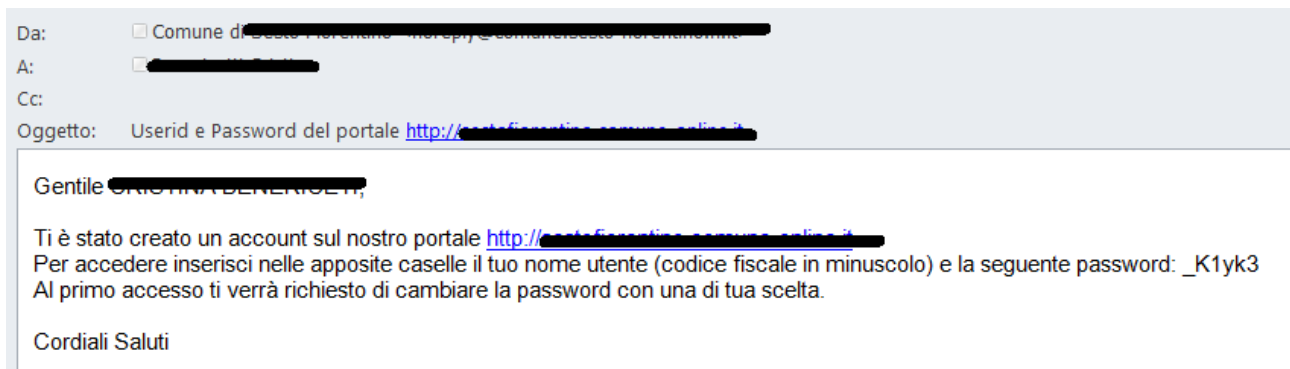 Da: Comune di
A:
Cc:
Oggetto: Userid e Password del portale http://
Gentile
Ti è stato creato un account sul nostro portale http://
Per accedere inserisci nelle apposite caselle il tuo nome utente (codice fiscale in minuscolo) e la seguente password: _K1yk3
Al primo accesso ti verrà richiesto di cambiare la password con una di tua scelta.
Cordiali Saluti